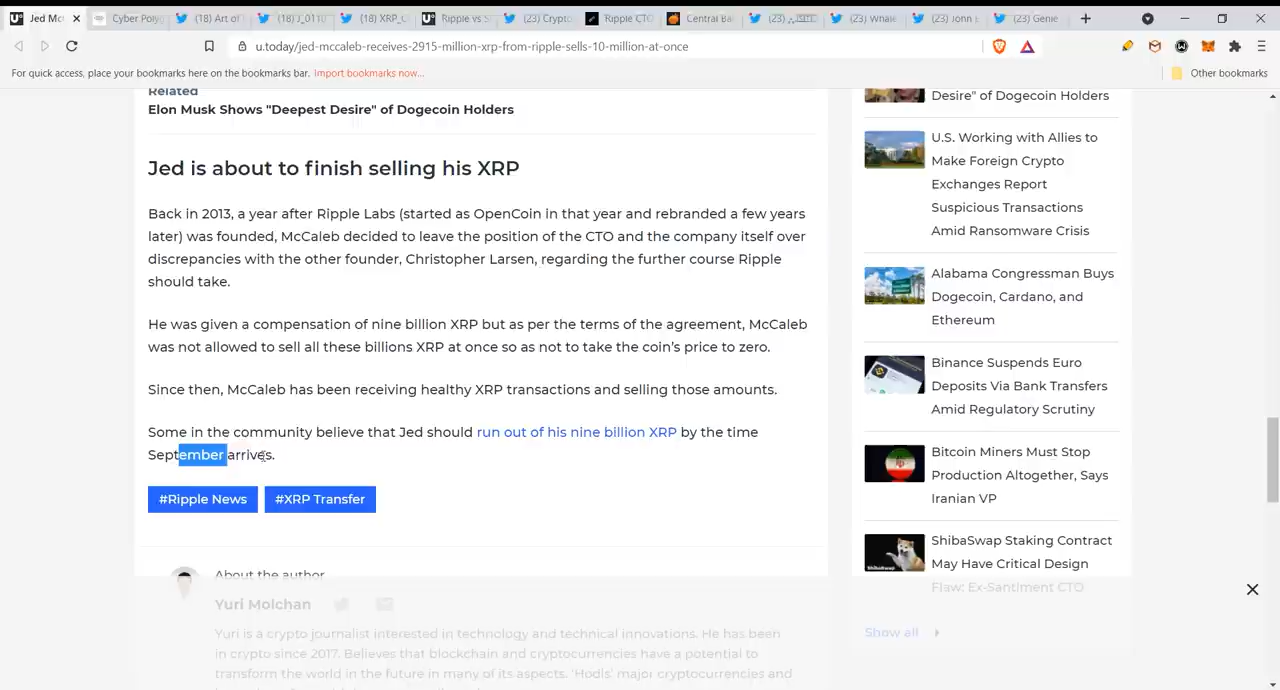 Jed Mc
Cyber Polyg
(18) Art of
(18) J_0110
(18) XRP_C
Ripple vs S
(23) Crypto
Ripple CTO
Central Ba
(23)
(23) Whale
(23) John E
(23) Genie
u.today/jed-mccaleb-receives-2915-million-xrp-from-ripple-sells-10-million-at-once
For quick access, place your bookmarks here on the bookmarks bar. Import bookmarks now...
Other bookmarks
Related
Elon Musk Shows "Deepest Desire" of Dogecoin Holders
Jed is about to finish selling his XRP
Back in 2013, a year after Ripple Labs (started as OpenCoin in that year and rebranded a few years
later) was founded, McCaleb decided to leave the position of the CTO and the company itself over
discrepancies with the other founder, Christopher Larsen, regarding the further course Ripple
should take.
He was given a compensation of nine billion XRP but as per the terms of the agreement, McCaleb
was not allowed to sell all these billions XRP at once so as not to take the coin's price to zero.
Since then, McCaleb has been receiving healthy XRP transactions and selling those amounts.
Some in the community believe that Jed should run out of his nine billion XRP by the time
September arrives.
#Ripple News
#XRP Transfer
About the author
Yuri Molchan
Yuri is a crypto journalist interested in technology and technical innovations. He has been
in crypto since 2017. Believes that blockchain and cryptocurrencies have a potential to
transform the world in the future in many of its aspects. 'Hodls' major cryptocurrencies and
Desire" of Dogecoin Holders
U.S. Working with Allies to
Make Foreign Crypto
Exchanges Report
Suspicious Transactions
Amid Ransomware Crisis
Alabama Congressman Buys
Dogecoin, Cardano, and
Ethereum
Binance Suspends Euro
Deposits Via Bank Transfers
Amid Regulatory Scrutiny
Bitcoin Miners Must Stop
Production Altogether, Says
Iranian VP
ShibaSwap Staking Contract
May Have Critical Design
Flaw: Ex-Santiment CTO
Show all